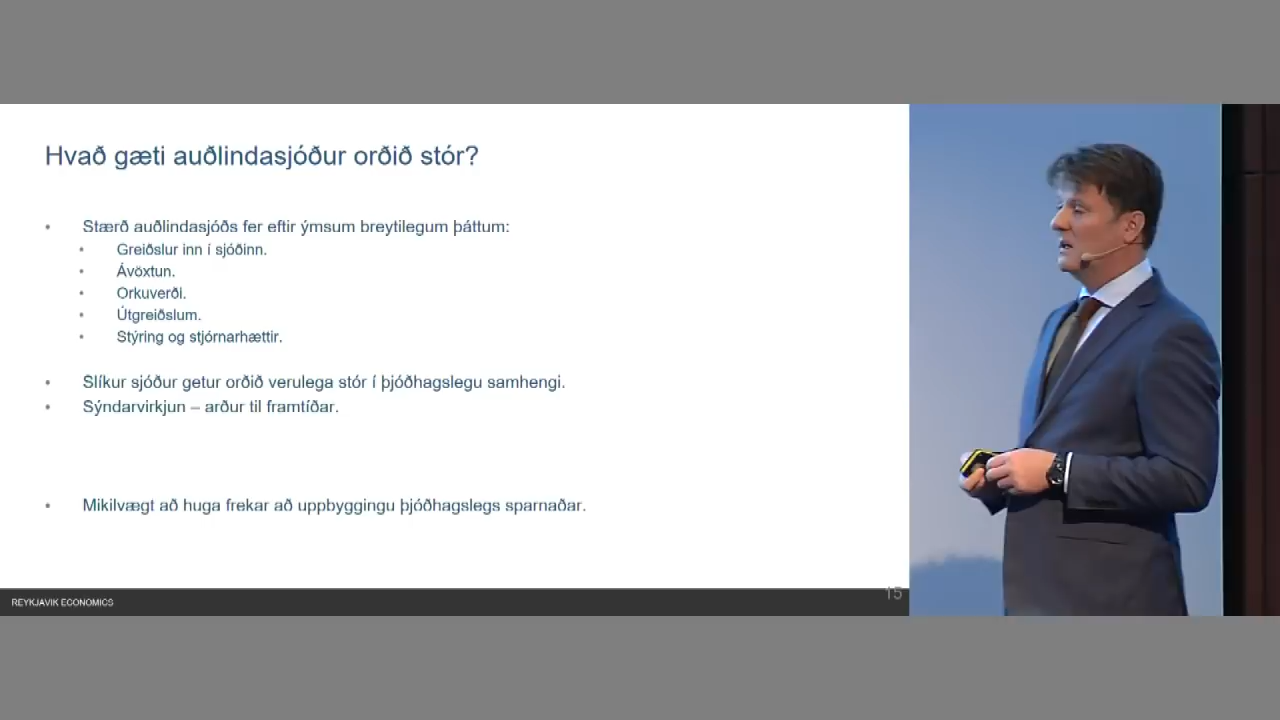 Hvað gæti auðlindasjóður orðið stór?
• Stærð auðlindasjóðs fer eftir ýmsum breytilegum þáttum:
• Greiðslur inn í sjóðinn.
• Ávöxtun.
• Orkuverði.
• Útgreiðslum.
• Stýring og stjórnarhættir.
• Slíkur sjóður getur orðið verulega stór í þjóðhagslegu samhengi.
• Sýndarvirkjun – arður til framtíðar.
• Mikilvægt að huga frekar að uppbyggingu þjóðhagslegs sparnaðar.
REYKJAVIK ECONOMICS
15